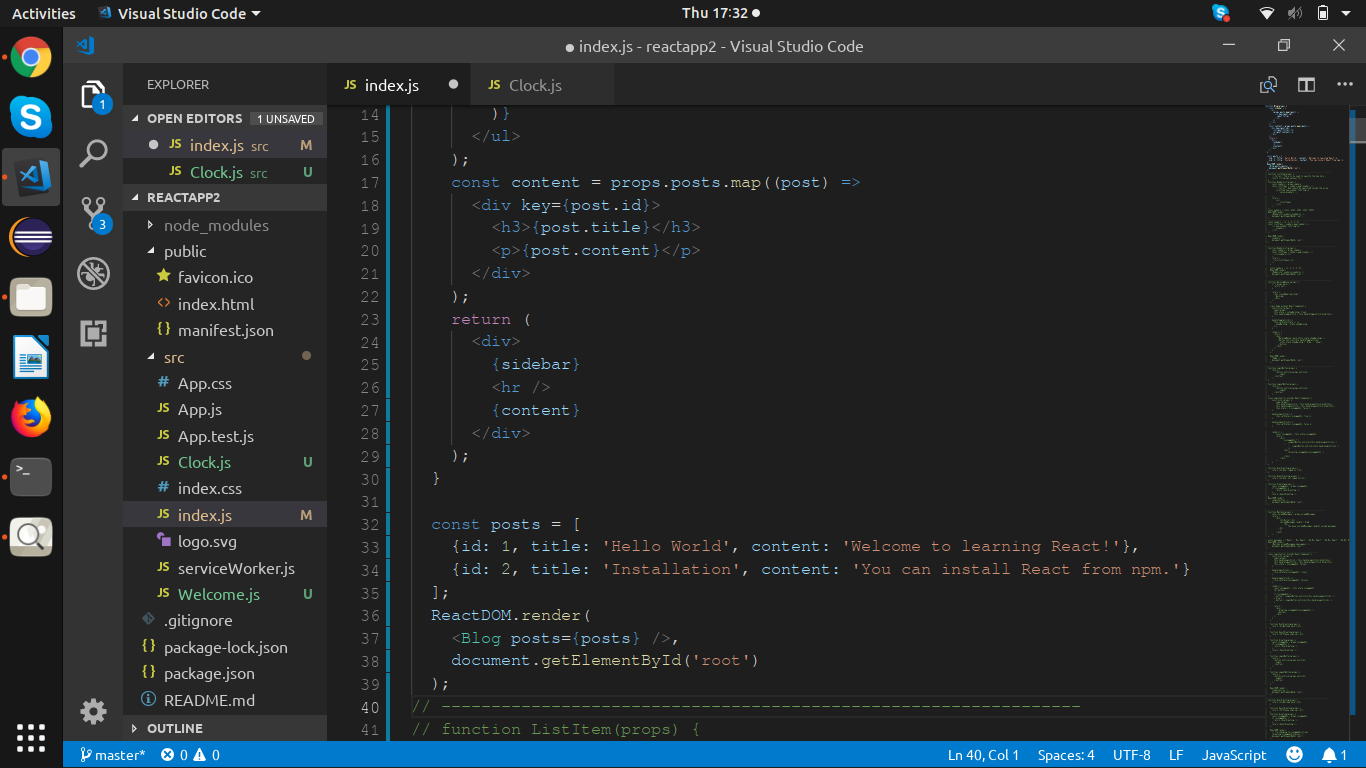 Activities
Visual Studio Code
Thu 17:32
index.js - reactapp2 - Visual Studio Code
EXPLORER
OPEN EDITORS 1 UNSAVED
JS index.js src M
JS Clock.js src U
REACTAPP2
node_modules
public
favicon.ico
<> index.html
{} manifest.json
src
# App.css
JS App.js
JS App.test.js
JS Clock.js U
# index.css
JS index.js M
logo.svg
JS serviceWorker.js
JS Welcome.js U
.gitignore
{} package-lock.json
{} package.json
README.md
OUTLINE
1
3
JS index.js
JS Clock.js
14 )}
15 </ul>
16 );
17 const content = props.posts.map((post) =>
18 <div key={post.id}>
19 <h3>{post.title}</h3>
20 <p>{post.content}</p>
21 </div>
22 );
23 return (
24 <div>
25 {sidebar}
26 <hr />
27 {content}
28 </div>
29 );
30 }
31
32 const posts = [
33 {id: 1, title: 'Hello World', content: 'Welcome to learning React!'},
34 {id: 2, title: 'Installation', content: 'You can install React from npm.'}
35 ];
36 ReactDOM.render(
37 <Blog posts={posts} />,
38 document.getElementById('root')
39 );
40 // ----------------------------------------------------------------
41 // function ListItem(props) {
master* 0 0
Ln 40, Col 1 Spaces: 4 UTF-8 LF JavaScript 1